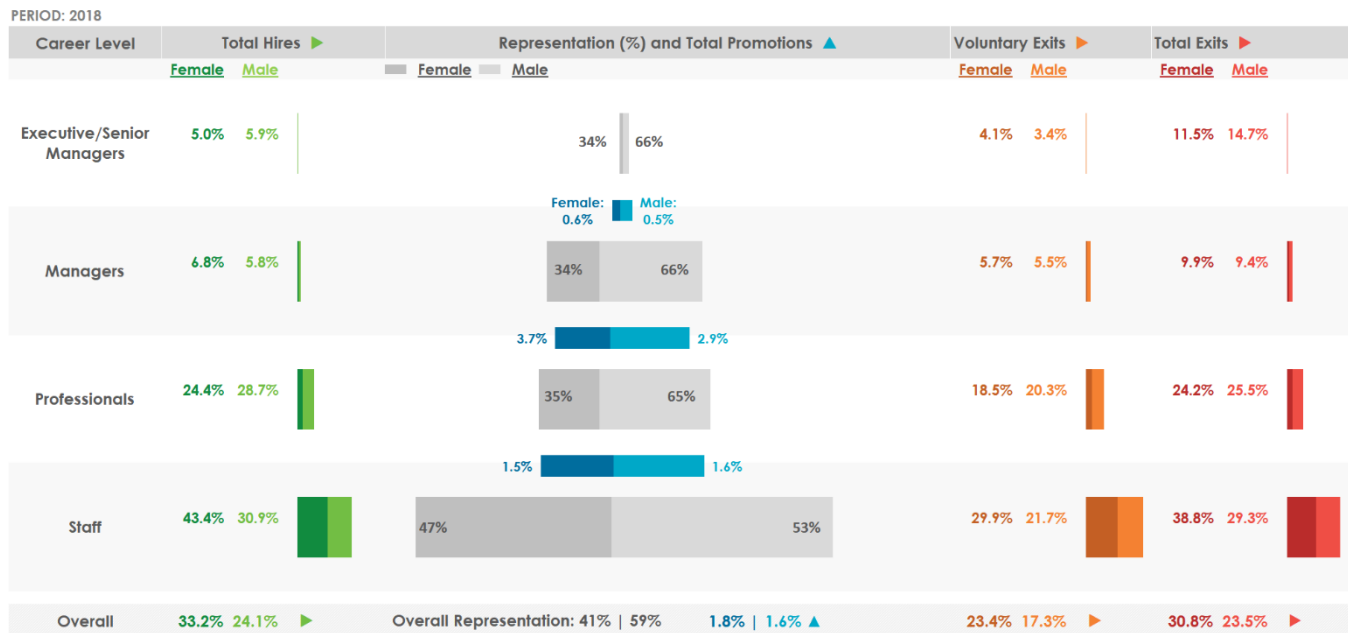 PERIOD: 2018
Career Level Total Hires ▶ Representation (%) and Total Promotions ▲ Voluntary Exits ▶ Total Exits ▶
Female Male Female Male Female Male Female Male
Executive/Senior Managers 5.0% 5.9% 34% 66% 4.1% 3.4% 11.5% 14.7%
Female: 0.6% Male: 0.5%
Managers 6.8% 5.8% 34% 66% 5.7% 5.5% 9.9% 9.4%
3.7% 2.9%
Professionals 24.4% 28.7% 35% 65% 18.5% 20.3% 24.2% 25.5%
1.5% 1.6%
Staff 43.4% 30.9% 47% 53% 29.9% 21.7% 38.8% 29.3%
Overall 33.2% 24.1% ▶ Overall Representation: 41% | 59% 1.8% | 1.6% ▲ 23.4% 17.3% ▶ 30.8% 23.5% ▶